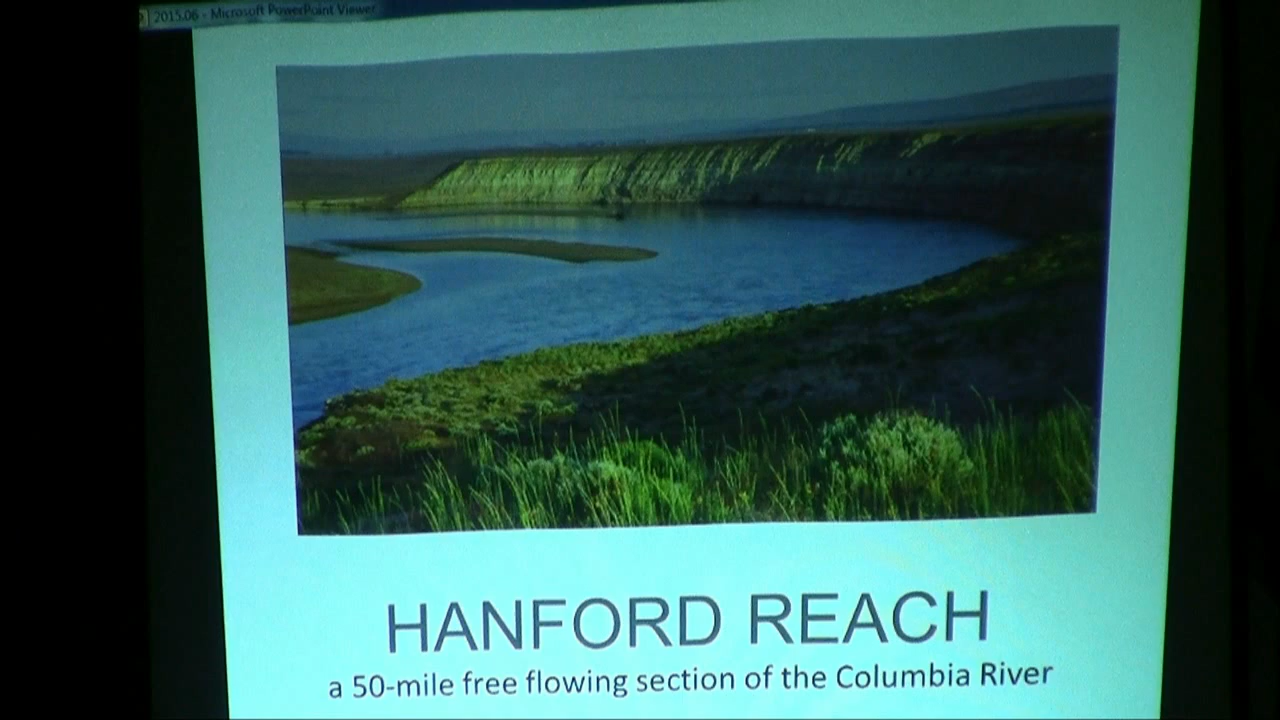 2015.06 - Microsoft PowerPoint Viewer
HANFORD REACH
a 50-mile free flowing section of the Columbia River